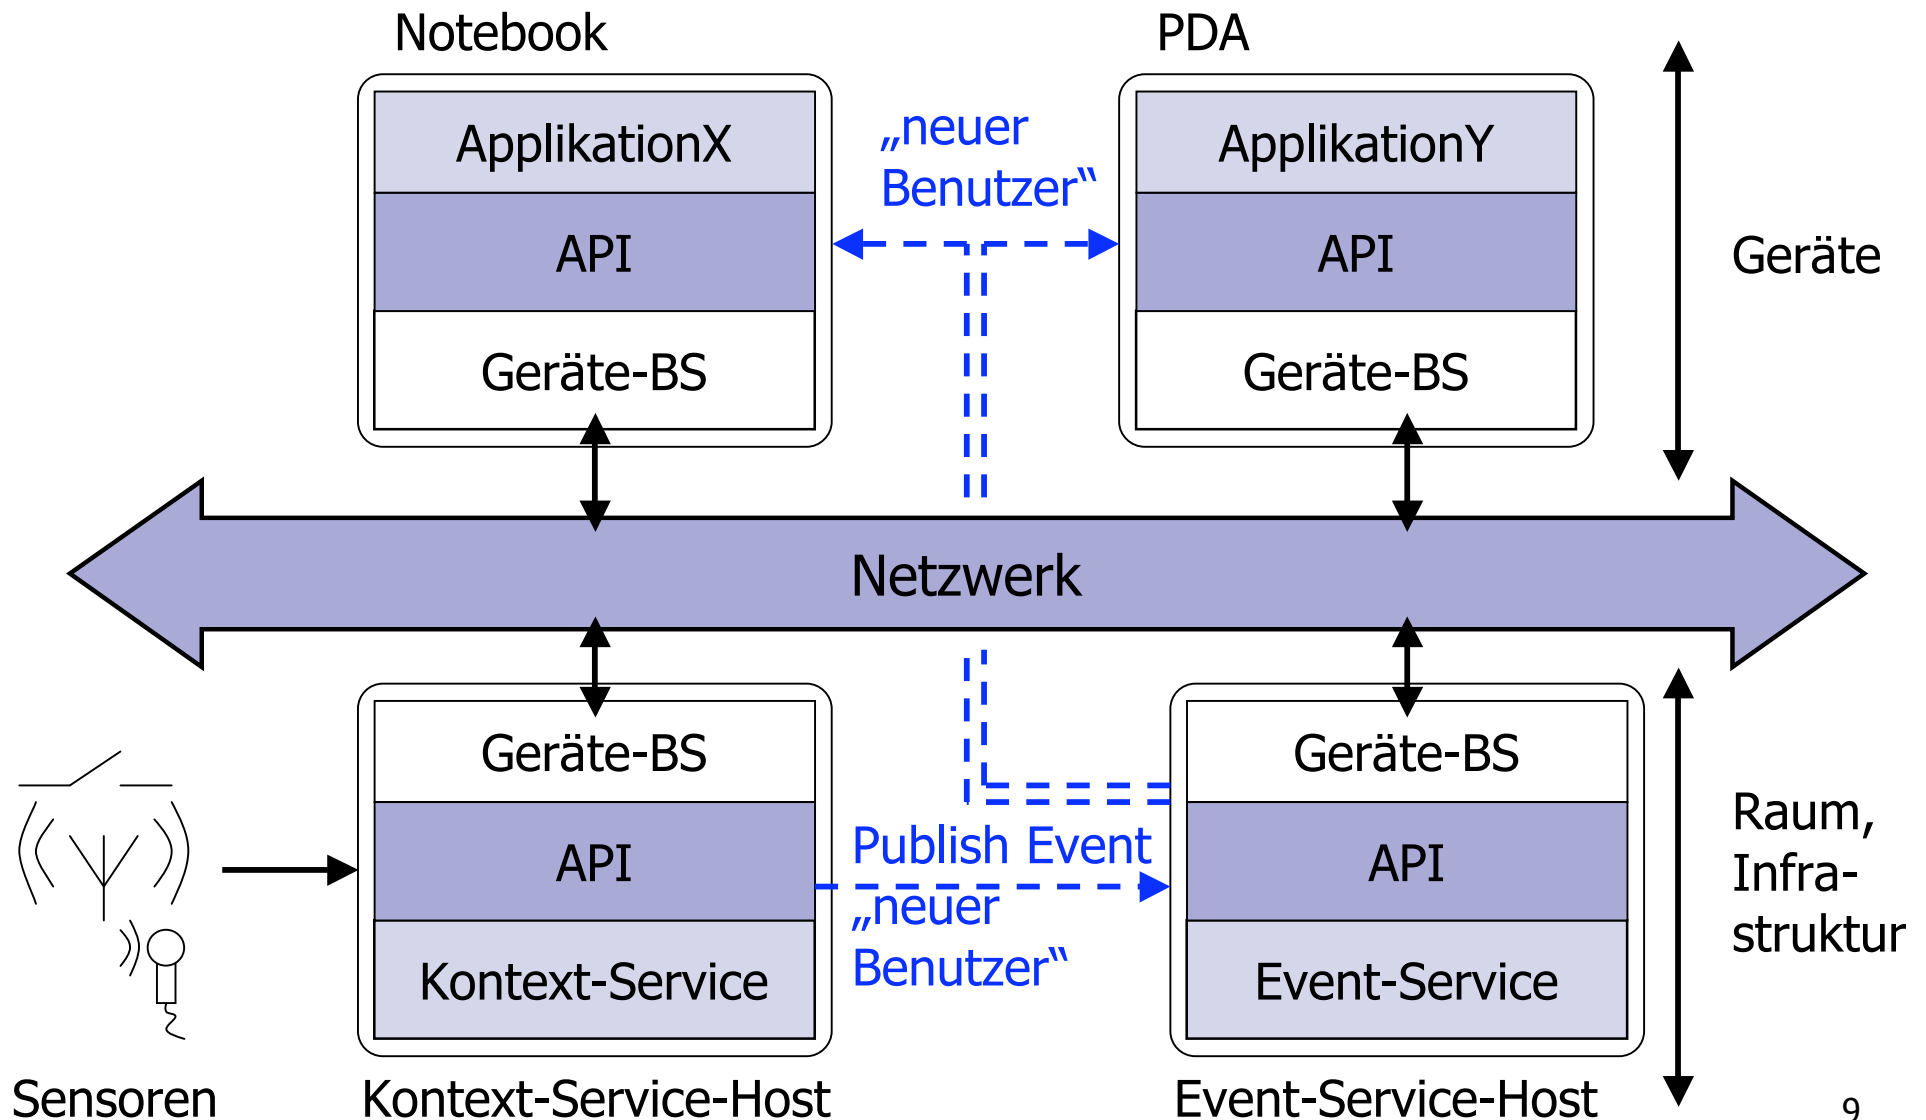 Notebook
PDA
ApplikationX
API
Geräte-BS
„neuer
Benutzer“
ApplikationY
API
Geräte-BS
Geräte
Netzwerk
Geräte-BS
API
Kontext-Service
Publish Event
„neuer
Benutzer“
Geräte-BS
API
Event-Service
Raum,
Infra-
struktur
Sensoren
Kontext-Service-Host
Event-Service-Host
9